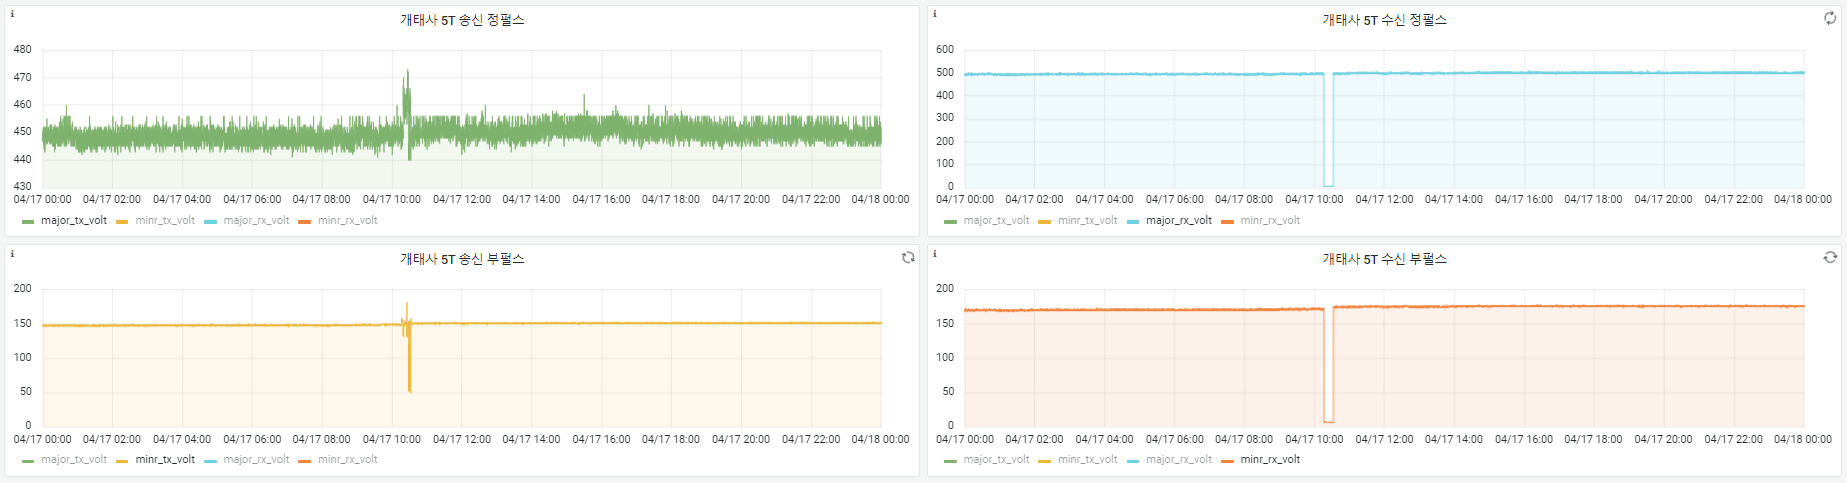 개태사 5T 송신 정펄스
480
470
460
450
440
430
04/17 00:00 04/17 02:00 04/17 04:00 04/17 06:00 04/17 08:00 04/17 10:00 04/17 12:00 04/17 14:00 04/17 16:00 04/17 18:00 04/17 20:00 04/17 22:00 04/18 00:00
major_tx_volt minr_tx_volt major_rx_volt minr_rx_volt
개태사 5T 수신 정펄스
600
500
400
300
200
100
0
04/17 00:00 04/17 02:00 04/17 04:00 04/17 06:00 04/17 08:00 04/17 10:00 04/17 12:00 04/17 14:00 04/17 16:00 04/17 18:00 04/17 20:00 04/17 22:00 04/18 00:00
major_tx_volt minr_tx_volt major_rx_volt minr_rx_volt
개태사 5T 송신 부펄스
200
150
100
50
0
04/17 00:00 04/17 02:00 04/17 04:00 04/17 06:00 04/17 08:00 04/17 10:00 04/17 12:00 04/17 14:00 04/17 16:00 04/17 18:00 04/17 20:00 04/17 22:00 04/18 00:00
major_tx_volt minr_tx_volt major_rx_volt minr_rx_volt
개태사 5T 수신 부펄스
200
150
100
50
0
04/17 00:00 04/17 02:00 04/17 04:00 04/17 06:00 04/17 08:00 04/17 10:00 04/17 12:00 04/17 14:00 04/17 16:00 04/17 18:00 04/17 20:00 04/17 22:00 04/18 00:00
major_tx_volt minr_tx_volt major_rx_volt minr_rx_volt